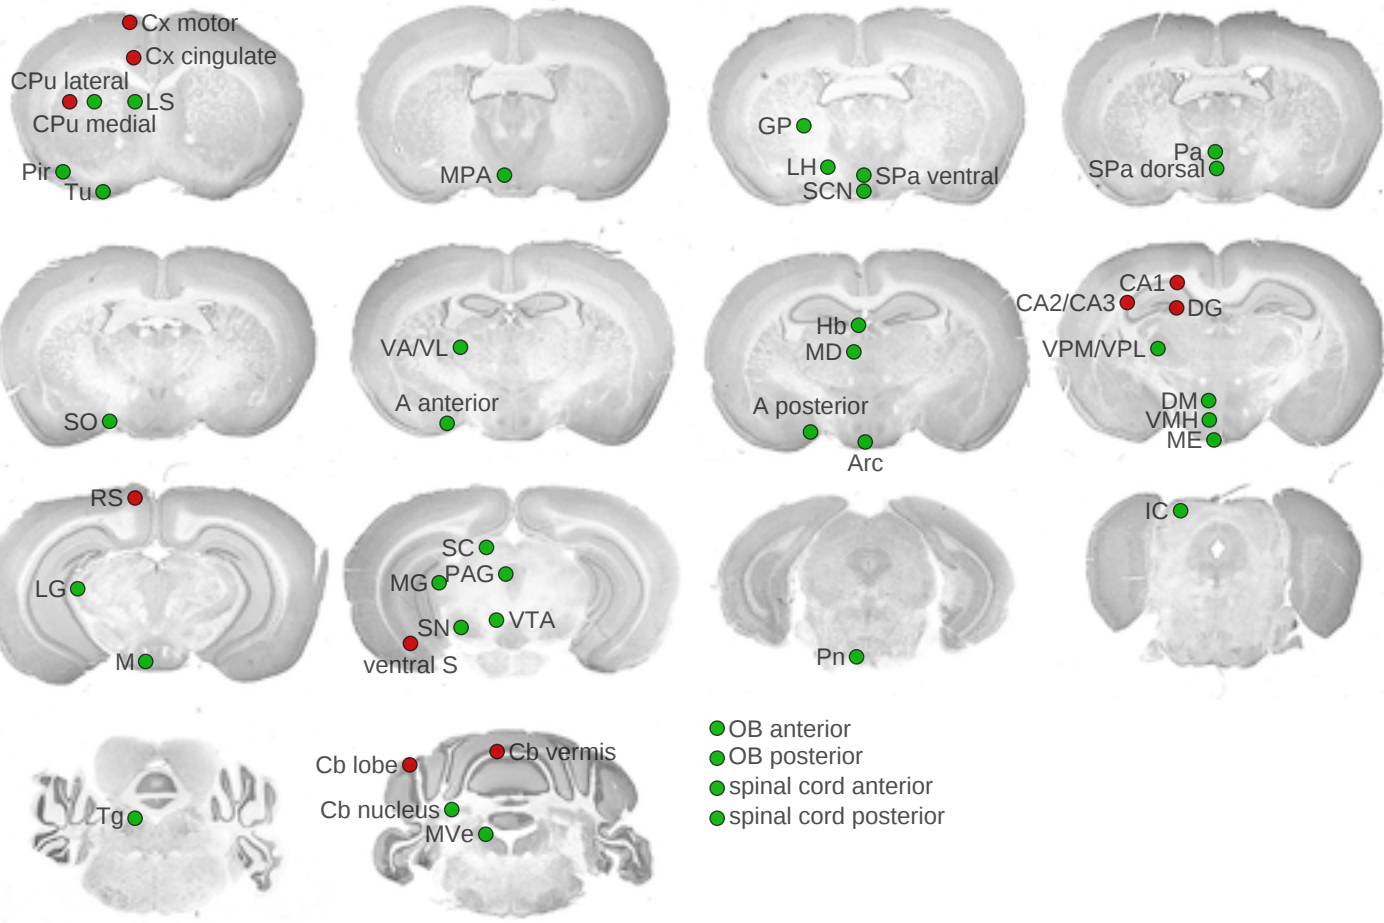 Cx motor
Cx cingulate
CPu lateral
LS
CPu medial
Pir
Tu
MPA
GP
LH
SPa ventral
SCN
Pa
SPa dorsal
SO
VA/VL
A anterior
Hb
MD
A posterior
Arc
CA1
CA2/CA3
DG
VPM/VPL
DM
VMH
ME
RS
LG
M
SC
MG
PAG
SN
VTA
ventral S
Pn
IC
Tg
Cb lobe
Cb vermis
Cb nucleus
MVe
OB anterior
OB posterior
spinal cord anterior
spinal cord posterior